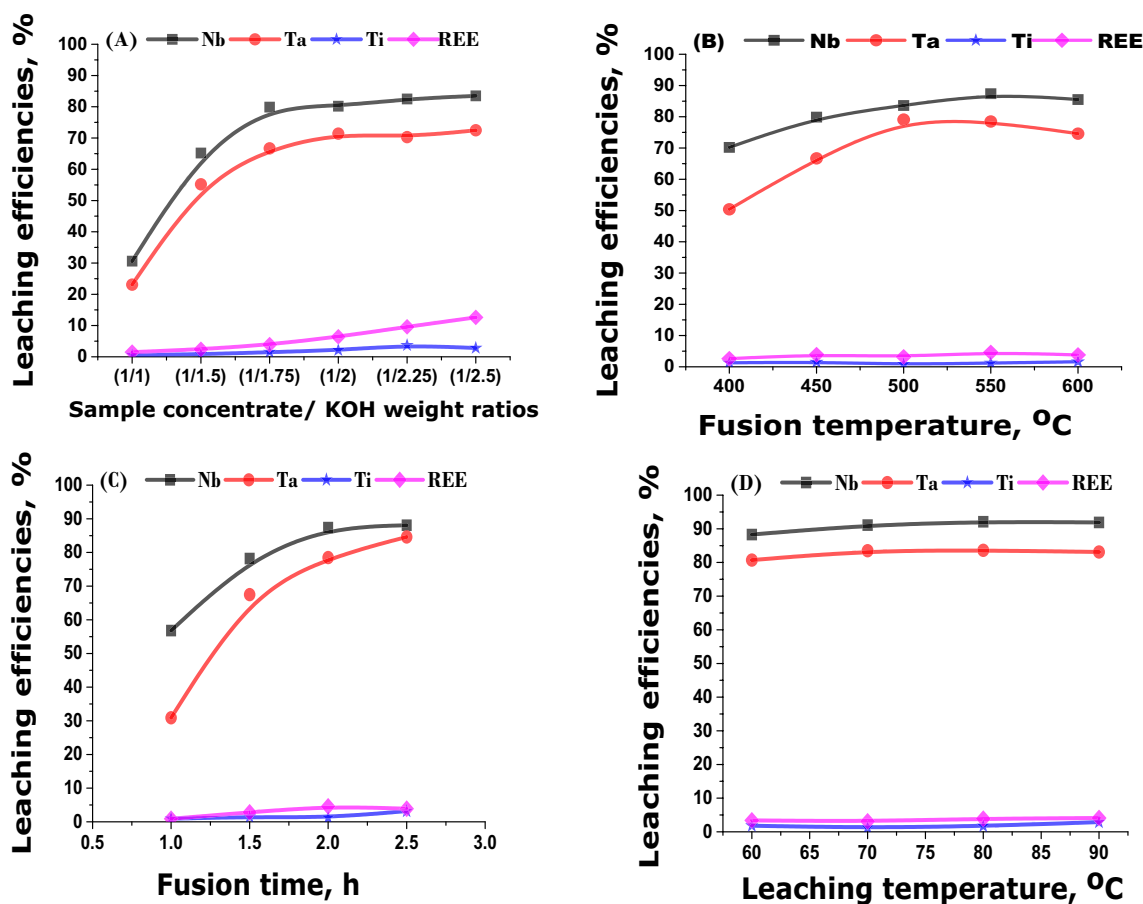 (A) Nb Ta Ti REE
100
90
80
70
60
50
40
30
20
10
0
(1/1) (1/1.5) (1/1.75) (1/2) (1/2.25) (1/2.5)
Sample concentrate/ KOH weight ratios
Leaching efficiencies, %
(B) Nb Ta Ti REE
100
90
80
70
60
50
40
30
20
10
0
400 450 500 550 600
Fusion temperature, ⁰C
Leaching efficiencies, %
(C) Nb Ta Ti REE
100
90
80
70
60
50
40
30
20
10
0
0.5 1.0 1.5 2.0 2.5 3.0
Fusion time, h
Leaching efficiencies, %
(D) Nb Ta Ti REE
100
90
80
70
60
50
40
30
20
10
0
60 65 70 75 80 85 90
Leaching temperature, ⁰C
Leaching efficiencies, %